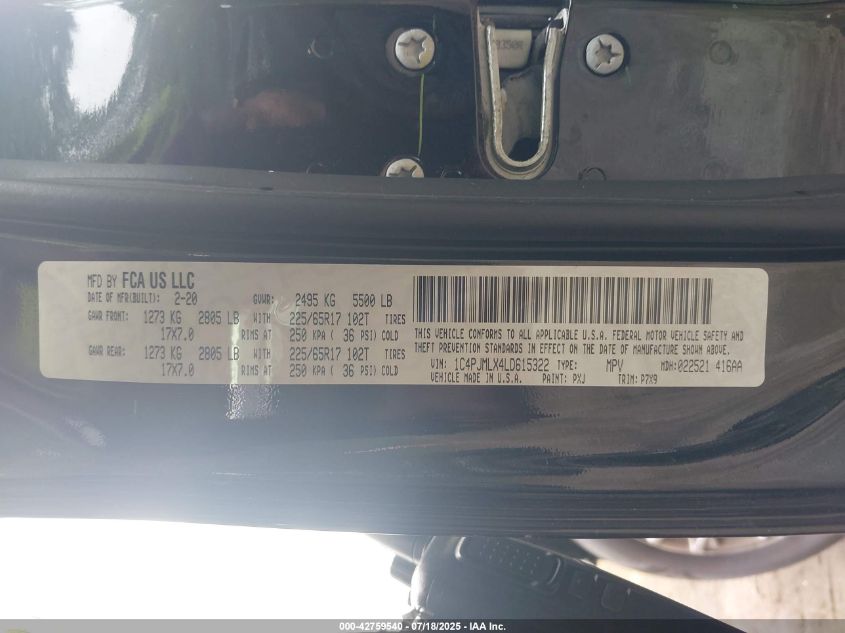 MFD BY FCA US LLC
DATE OF MFR(BUILT): 2-20 GVWR: 2495 KG 5500 LB
GAWR FRONT: 1273 KG 2805 LB WITH 225/65R17 102T TIRES
17X7.0 RIMS AT 250 KPA ( 36 PSI) COLD
GAWR REAR: 1273 KG 2805 LB WITH 225/65R17 102T TIRES
17X7.0 RIMS AT 250 KPA ( 36 PSI) COLD
THIS VEHICLE CONFORMS TO ALL APPLICABLE U.S.A. FEDERAL MOTOR VEHICLE SAFETY AND
THEFT PREVENTION STANDARDS IN EFFECT ON THE DATE OF MANUFACTURE SHOWN ABOVE.
VIN: 1C4PJMLX4LD615322 TYPE: MPV MDH: 022521 416AA
VEHICLE MADE IN U.S.A. PAINT: PXJ TRIM: P7X9
000-42759540 - 07/18/2025 - IAA Inc.